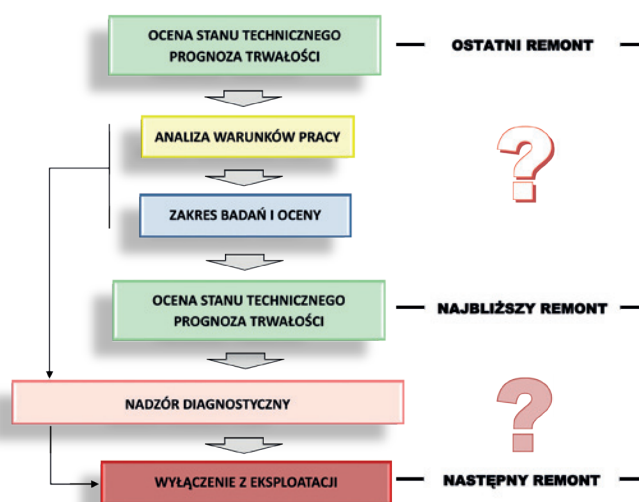 OCENA STANU TECHNICZNEGO
PROGNOZA TRWAŁOŚCI
OSTATNI REMONT
ANALIZA WARUNKÓW PRACY
?
ZAKRES BADAŃ I OCENY
OCENA STANU TECHNICZNEGO
PROGNOZA TRWAŁOŚCI
NAJBLIŻSZY REMONT
NADZÓR DIAGNOSTYCZNY
?
WYŁĄCZENIE Z EKSPLOATACJI
NASTĘPNY REMONT